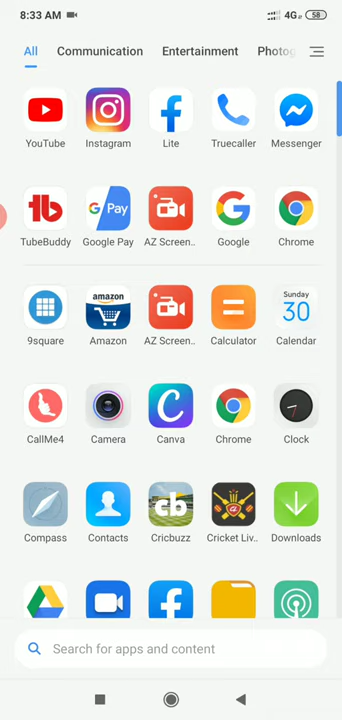 8:33 AM 4G 58
All Communication Entertainment Photog
YouTube Instagram Lite Truecaller Messenger
tb G Pay
TubeBuddy Google Pay AZ Screen.. Google Chrome
amazon Sunday
30
9square Amazon AZ Screen.. Calculator Calendar
CallMe4 Camera Canva Chrome Clock
cb
Compass Contacts Cricbuzz Cricket Liv.. Downloads
Search for apps and content